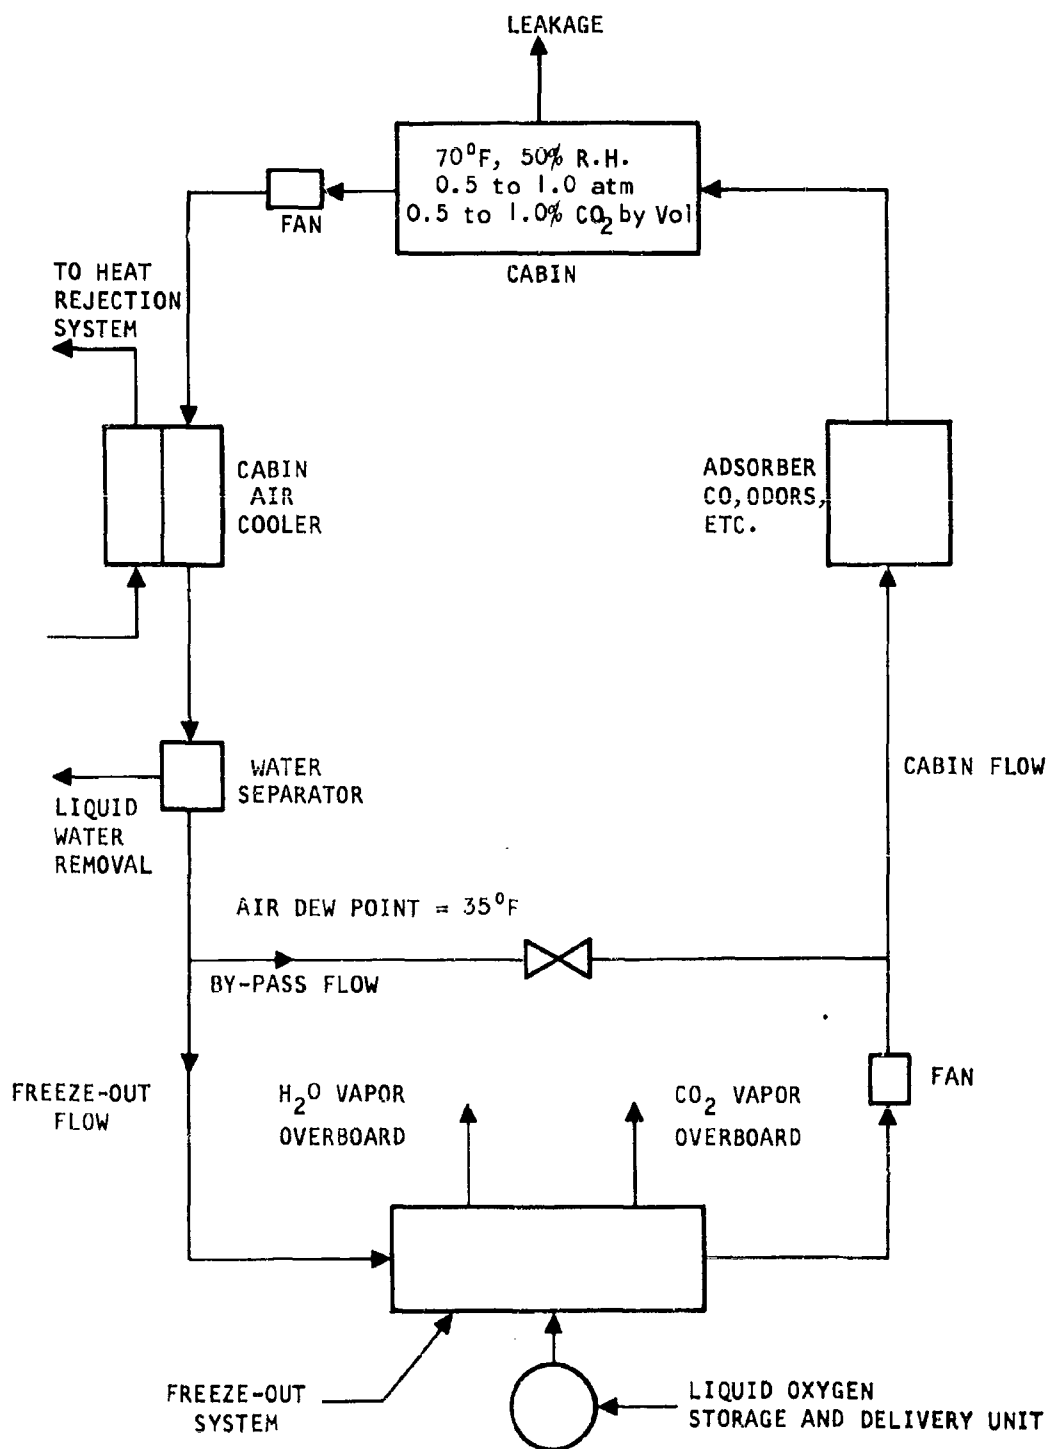 LEAKAGE
70⁰F, 50% R.H.
0.5 to 1.0 atm
0.5 to 1.0% CO₂ by Vol
CABIN
FAN
TO HEAT
REJECTION
SYSTEM
CABIN
AIR
COOLER
ADSORBER
CO, ODORS,
ETC.
WATER
SEPARATOR
LIQUID
WATER
REMOVAL
CABIN FLOW
AIR DEW POINT = 35⁰F
BY-PASS FLOW
FREEZE-OUT
FLOW
H₂O VAPOR
OVERBOARD
CO₂ VAPOR
OVERBOARD
FAN
FREEZE-OUT
SYSTEM
LIQUID OXYGEN
STORAGE AND DELIVERY UNIT